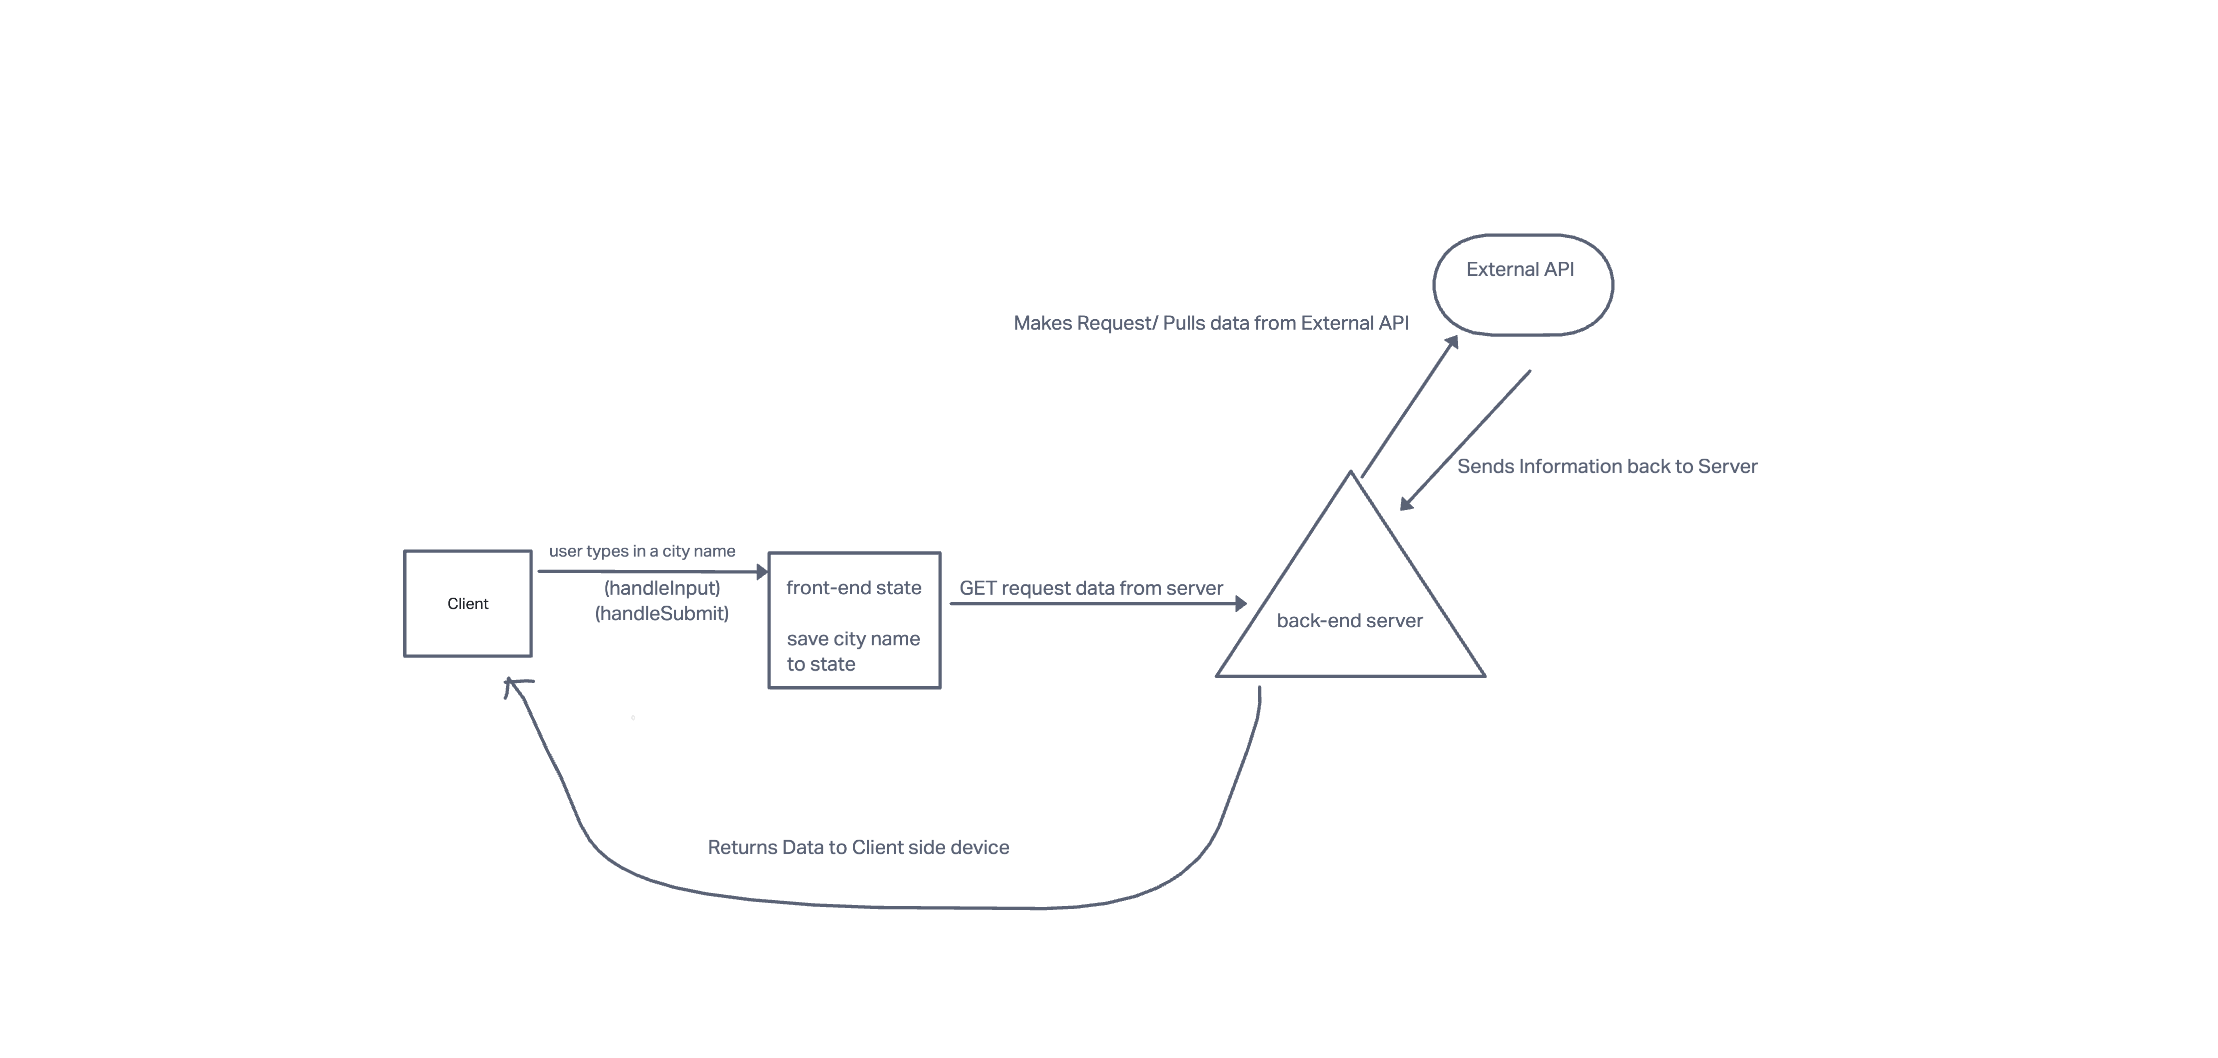 External API
Makes Request/ Pulls data from External API
Sends Information back to Server
user types in a city name
(handleInput)
(handleSubmit)
Client
front-end state
save city name
to state
GET request data from server
back-end server
Returns Data to Client side device